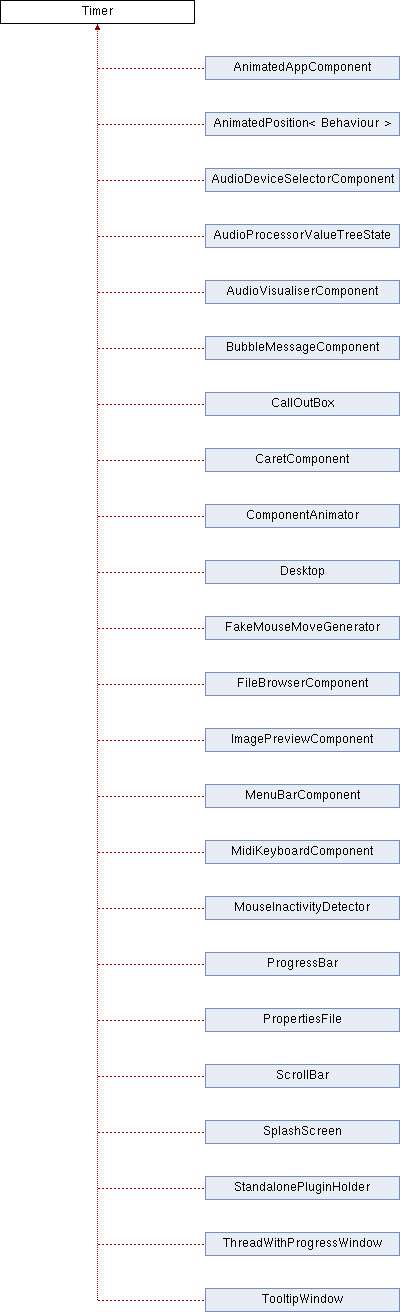 Timer
AnimatedAppComponent
AnimatedPosition< Behaviour >
AudioDeviceSelectorComponent
AudioProcessorValueTreeState
AudioVisualiserComponent
BubbleMessageComponent
CallOutBox
CaretComponent
ComponentAnimator
Desktop
FakeMouseMoveGenerator
FileBrowserComponent
ImagePreviewComponent
MenuBarComponent
MidiKeyboardComponent
MouseInactivityDetector
ProgressBar
PropertiesFile
ScrollBar
SplashScreen
StandalonePluginHolder
ThreadWithProgressWindow
TooltipWindow